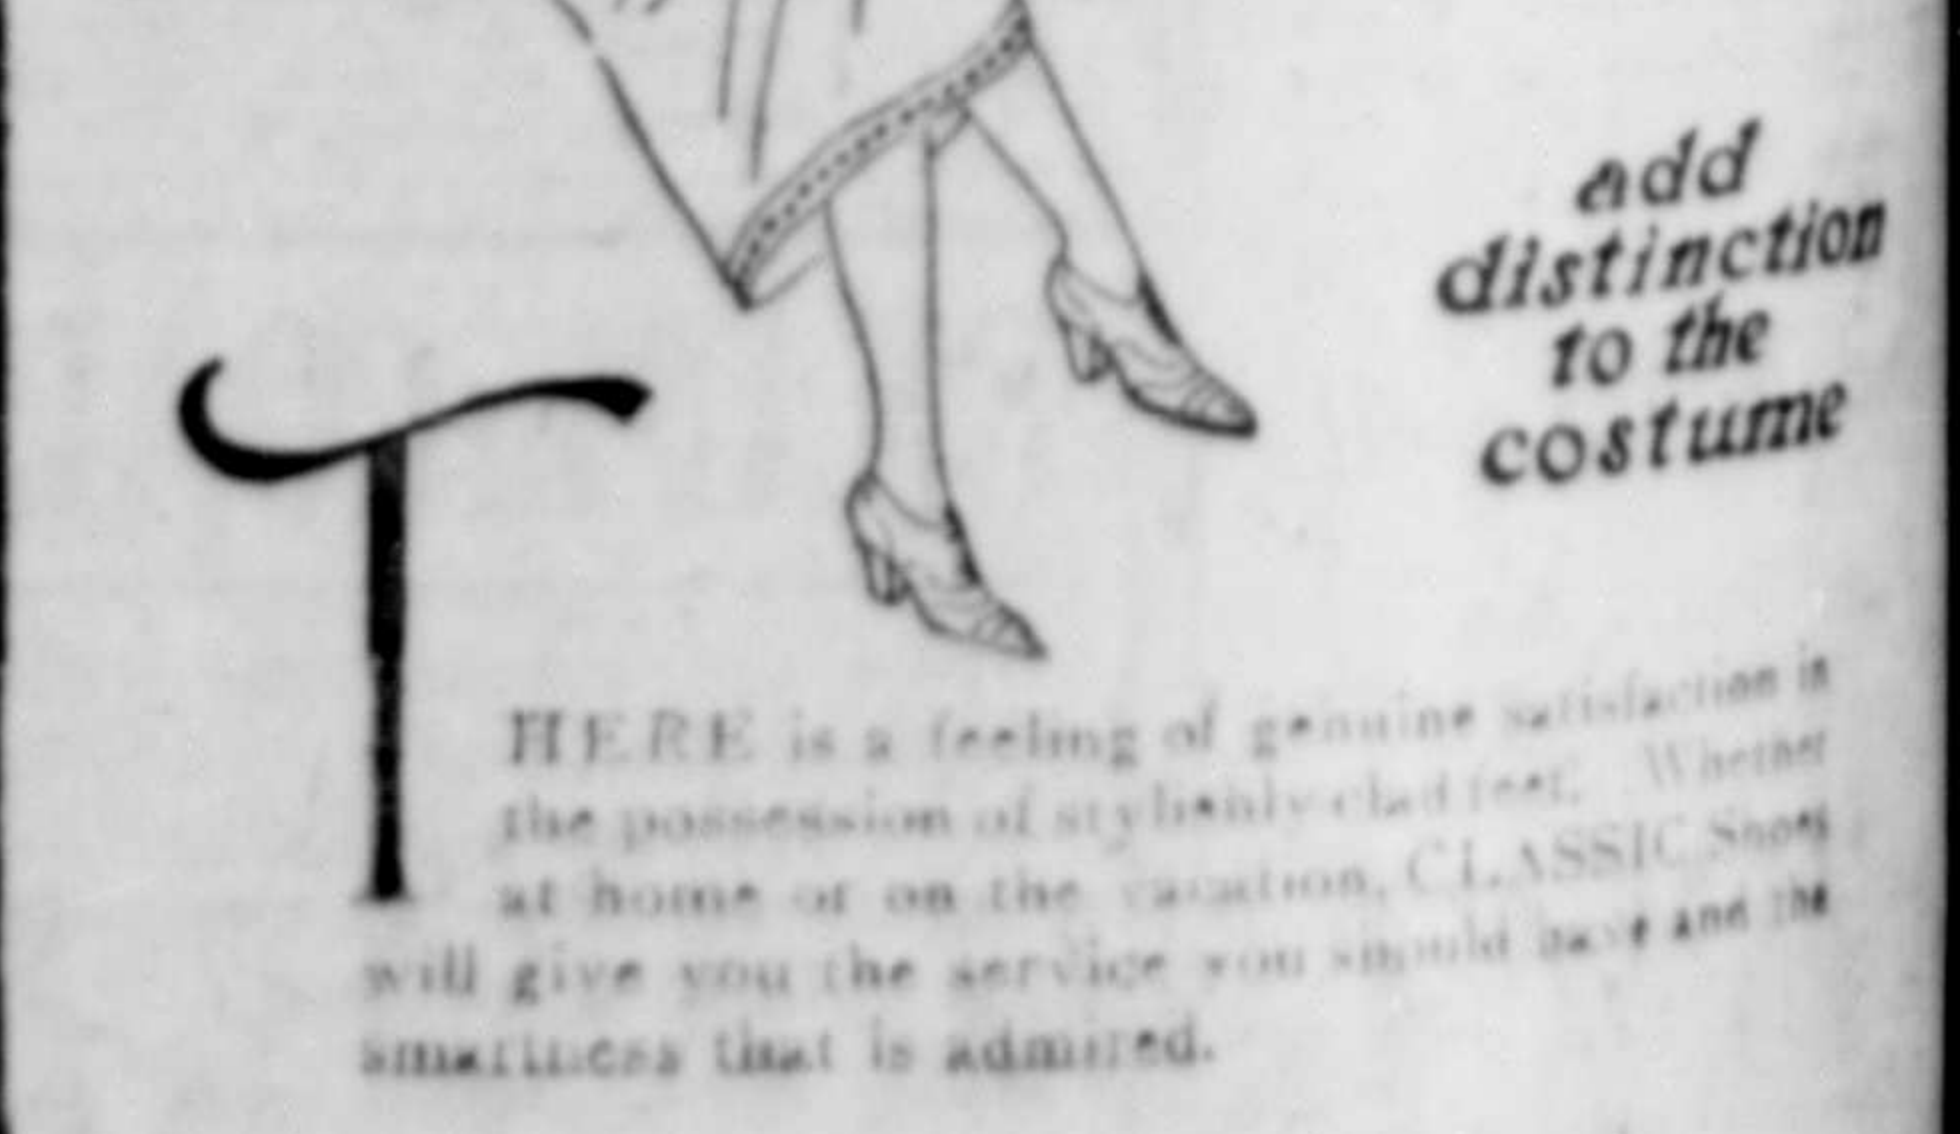 add
distinction
to the
costume
THERE is a feeling of genuine satisfaction in
the possession of stylishly-clad feet. Whether
at home or on the vacation, CLASSIC Shoes
will give you the service you should have and the
smartness that is admired.